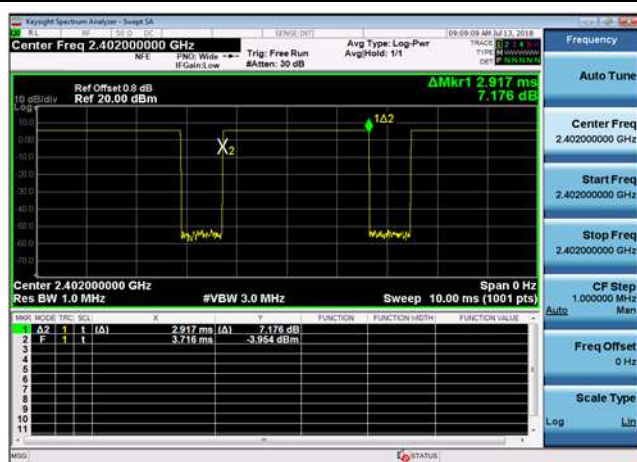 Keysight Spectrum Analyzer - Swept SA
RL RF 50 Ω DC SENSE:INT 09:09:09 AM Jul 13, 2018
Center Freq 2.402000000 GHz
NFE PNO: Wide Trig: Free Run
IFGain:Low #Atten: 30 dB
Avg Type: Log-Pwr
Avg|Hold: 1/1
TRACE 1 2 3 4 5
TYPE
DET P N N N N N
Ref Offset 0.8 dB
10 dB/div Ref 20.00 dBm
Log
ΔMkr1 2.917 ms
7.176 dB
10.0
1Δ2
0.00
X2
-10.0
-20.0
-30.0
-40.0
-50.0
-60.0
-70.0
Center 2.402000000 GHz Span 0 Hz
Res BW 1.0 MHz #VBW 3.0 MHz Sweep 10.00 ms (1001 pts)
MKR MODE TRC SCL X Y FUNCTION FUNCTION WIDTH FUNCTION VALUE
1 Δ2 1 t (Δ) 2.917 ms (Δ) 7.176 dB
2 F 1 t 3.716 ms -3.954 dBm
3
4
5
6
7
8
9
10
11
MSG STATUS
Frequency
Auto Tune
Center Freq
2.402000000 GHz
Start Freq
2.402000000 GHz
Stop Freq
2.402000000 GHz
CF Step
1.000000 MHz
Auto Man
Freq Offset
0 Hz
Scale Type
Log Lin